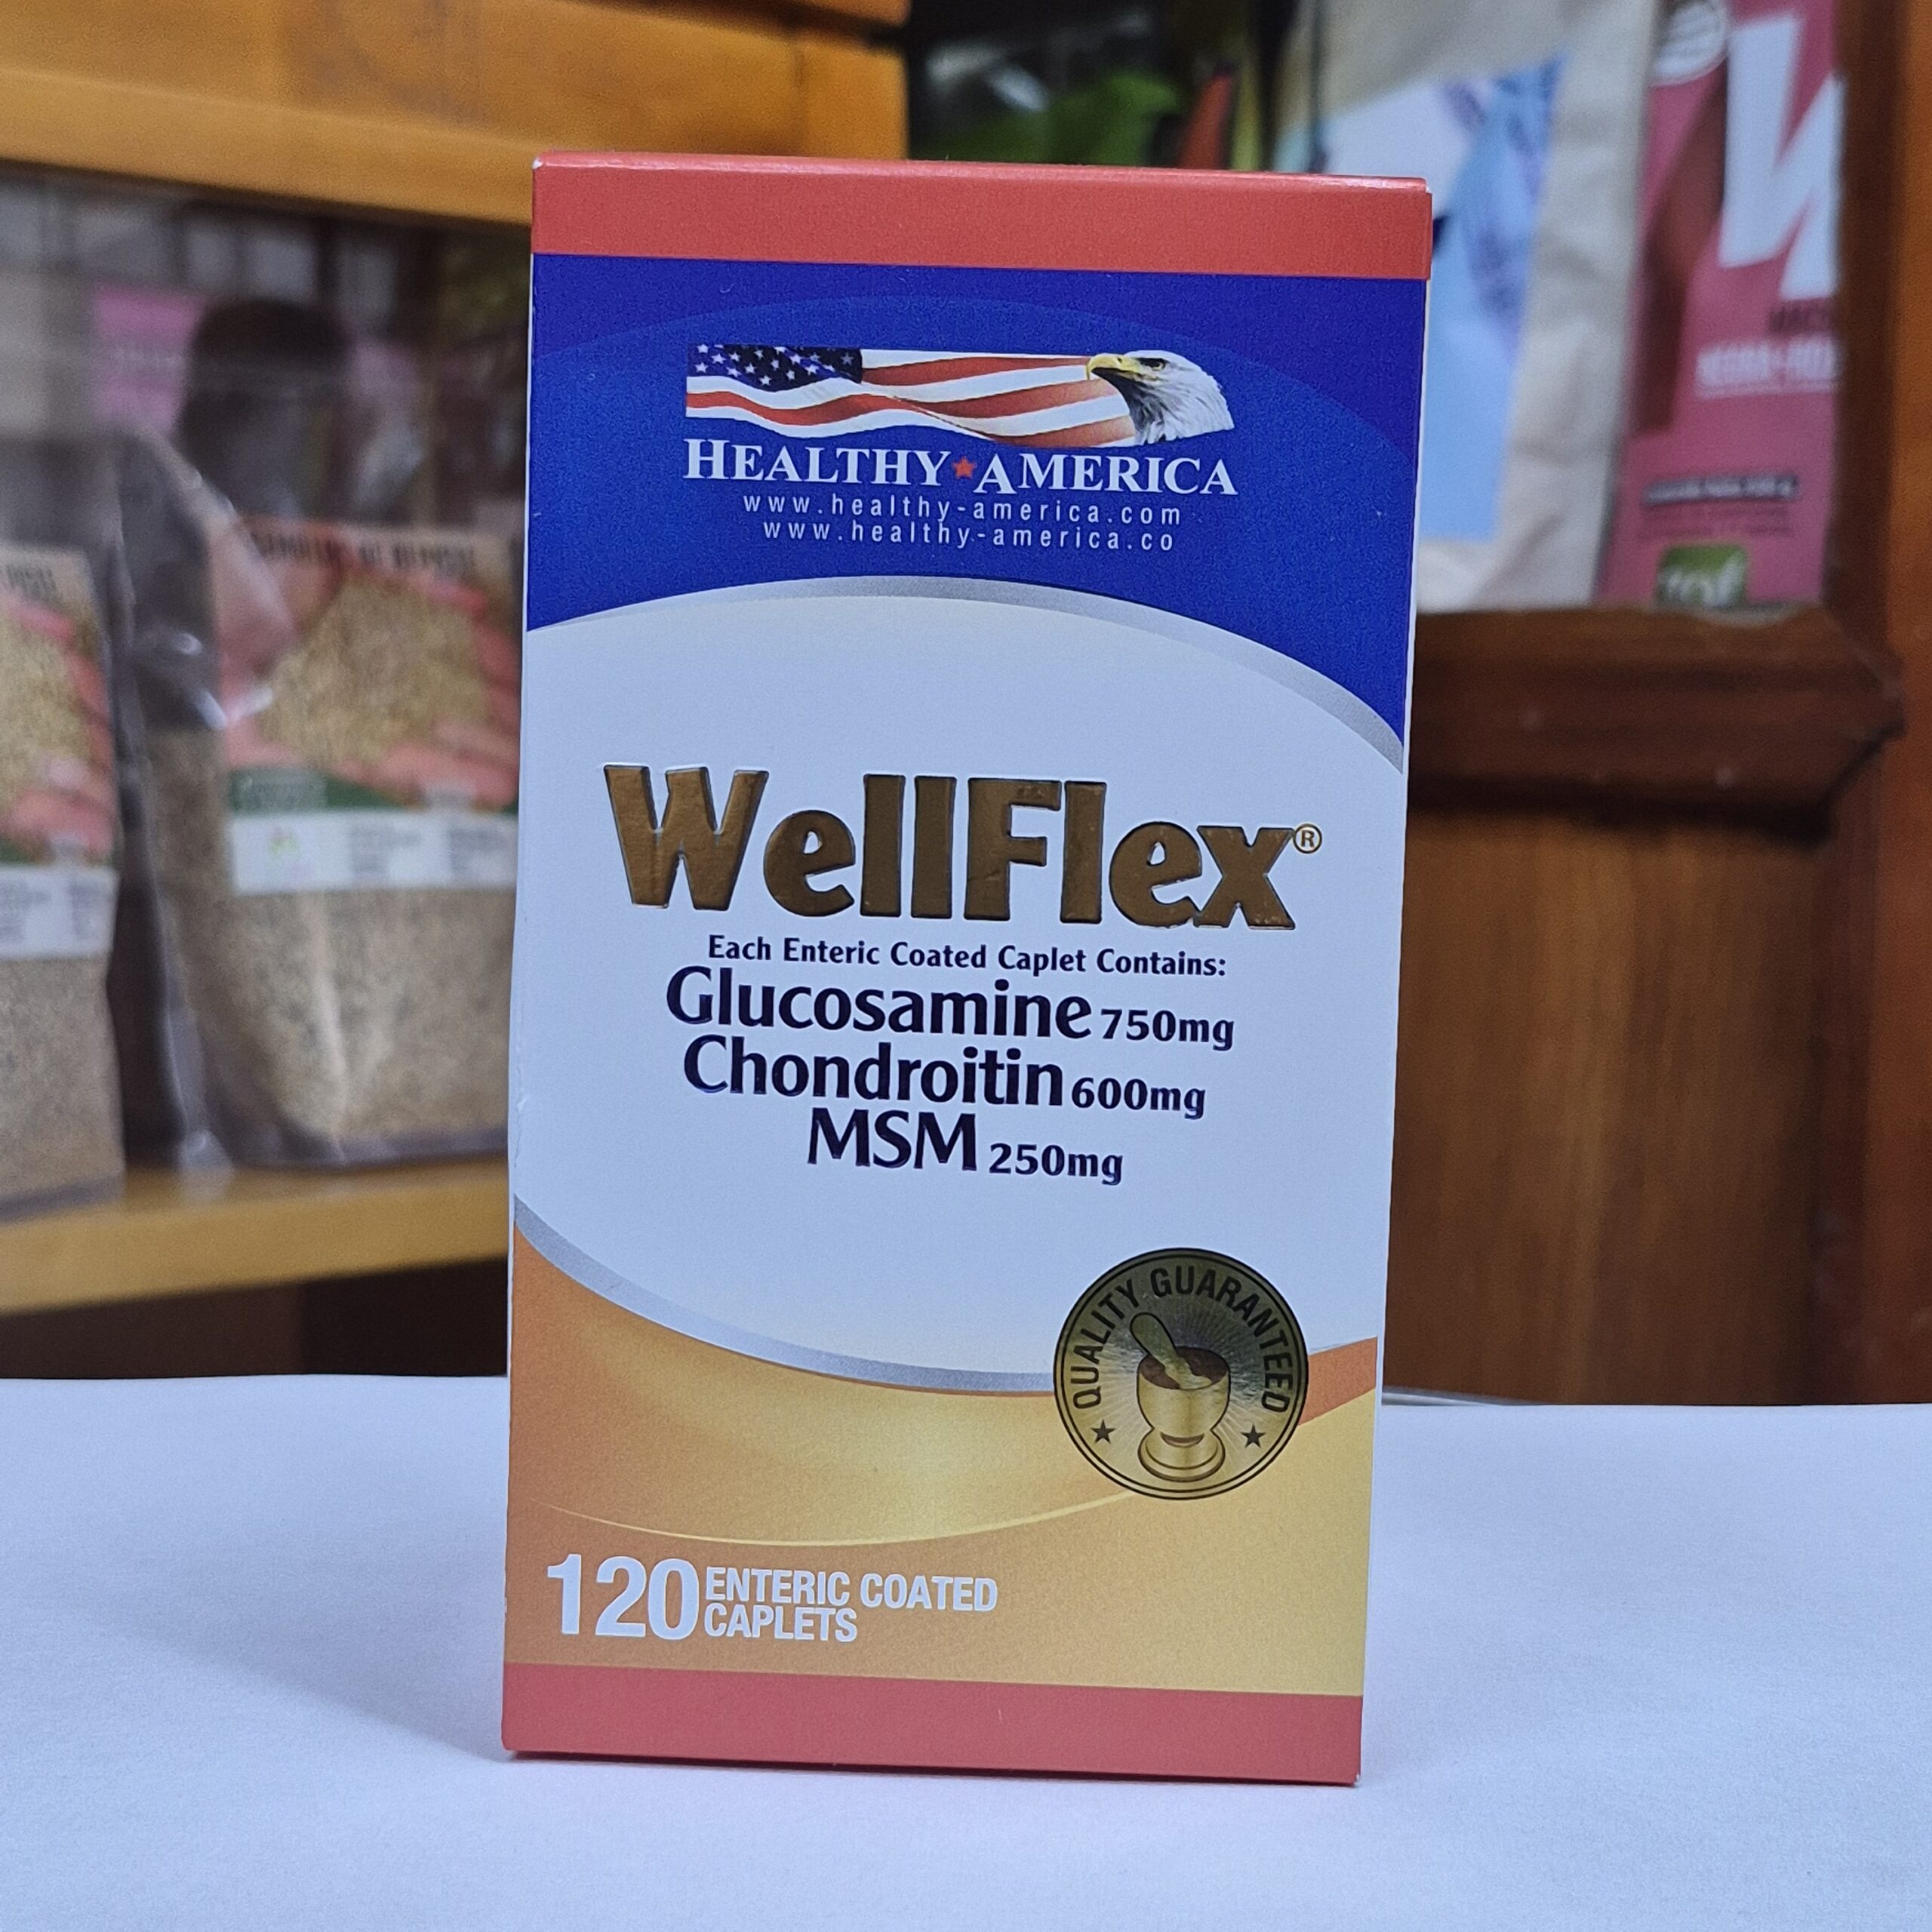 HEALTHY AMERICA
www.healthy-america.com
www.healthy-america.co
WellFlex®
Each Enteric Coated Caplet Contains:
Glucosamine 750mg
Chondroitin 600mg
MSM 250mg
QUALITY GUARANTEED
120 ENTERIC COATED
CAPLETS